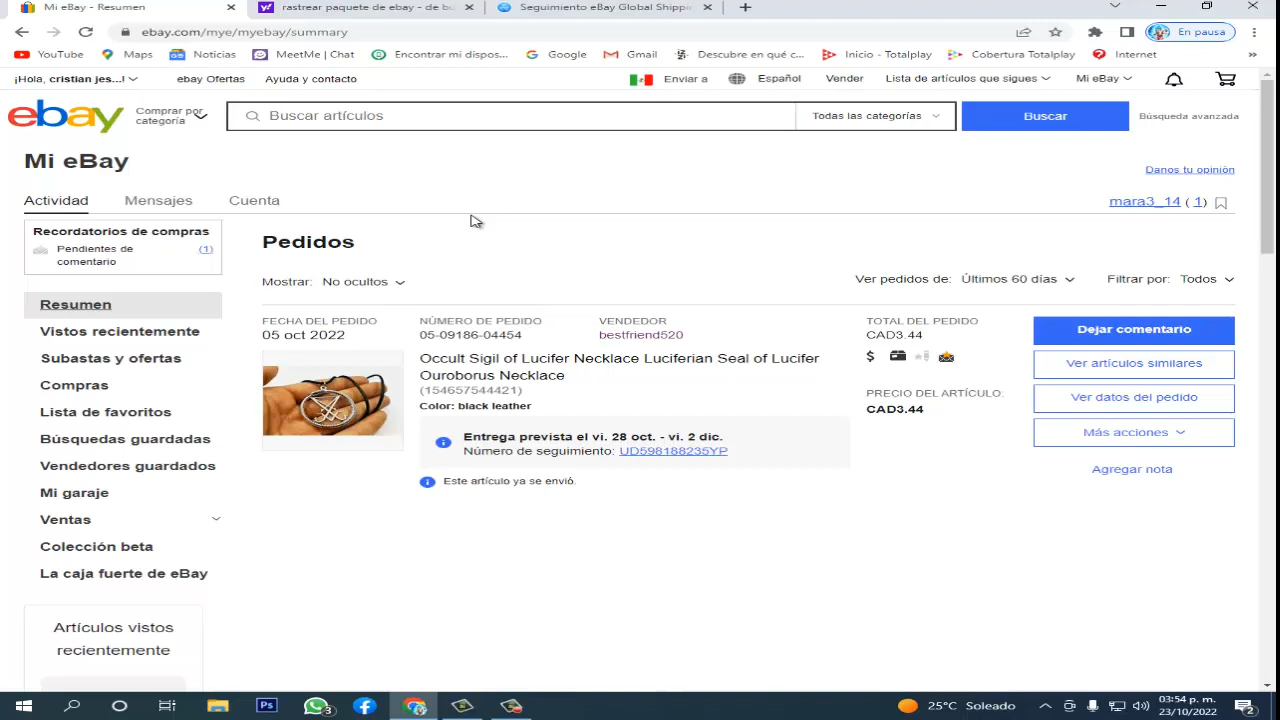 Mi eBay - Resumen
rastrear paquete de ebay - de bu
Seguimiento eBay Global Shippi
ebay.com/mye/myebay/summary
En pausa
YouTube
Maps
Noticias
MeetMe | Chat
Encontrar mi dispos...
Google
Gmail
Descubre en qué c...
Inicio - Totalplay
Cobertura Totalplay
Internet
»
¡Hola, cristian jes...!
ebay Ofertas
Ayuda y contacto
Enviar a
Español
Vender
Lista de artículos que sigues
Mi eBay
ebay
Comprar por
categoría
Buscar artículos
Todas las categorías
Buscar
Búsqueda avanzada
Mi eBay
Danos tu opinión
Actividad
Mensajes
Cuenta
mara3_14 ( 1)
Recordatorios de compras
Pendientes de
comentario
(1)
Resumen
Vistos recientemente
Subastas y ofertas
Compras
Lista de favoritos
Búsquedas guardadas
Vendedores guardados
Mi garaje
Ventas
Colección beta
La caja fuerte de eBay
Artículos vistos
recientemente
Pedidos
Mostrar: No ocultos
Ver pedidos de: Últimos 60 días
Filtrar por: Todos
FECHA DEL PEDIDO
05 oct 2022
NÚMERO DE PEDIDO
05-09186-04454
VENDEDOR
bestfriend520
TOTAL DEL PEDIDO
CAD3.44
$
PRECIO DEL ARTÍCULO:
CAD3.44
Occult Sigil of Lucifer Necklace Luciferian Seal of Lucifer
Ouroborus Necklace
(154657544421)
Color: black leather
Entrega prevista el vi. 28 oct. - vi. 2 dic.
Número de seguimiento: UD598188235YP
Este artículo ya se envió.
Dejar comentario
Ver artículos similares
Ver datos del pedido
Más acciones
Agregar nota
Ps
3
25°C Soleado
03:54 p. m.
23/10/2022
2